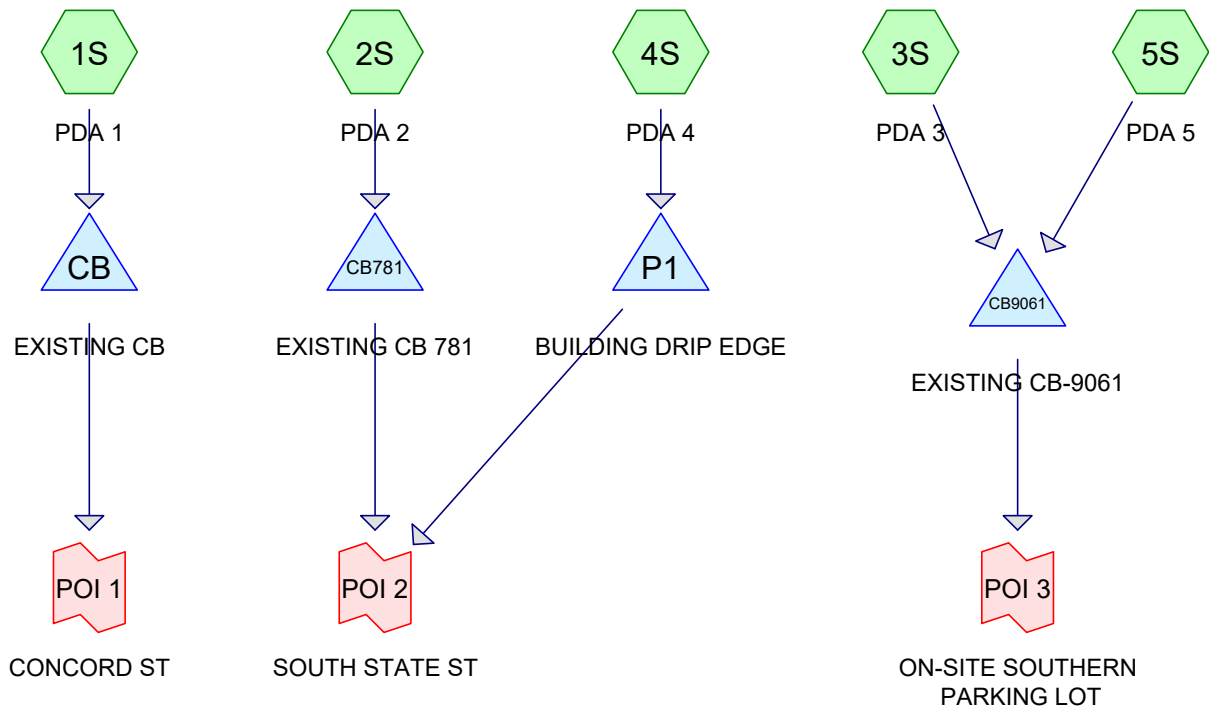 1S
2S
4S
3S
5S
PDA 1
PDA 2
PDA 4
PDA 3
PDA 5
CB
CB781
P1
CB9061
EXISTING CB
EXISTING CB 781
BUILDING DRIP EDGE
EXISTING CB-9061
POI 1
POI 2
POI 3
CONCORD ST
SOUTH STATE ST
ON-SITE SOUTHERN
PARKING LOT